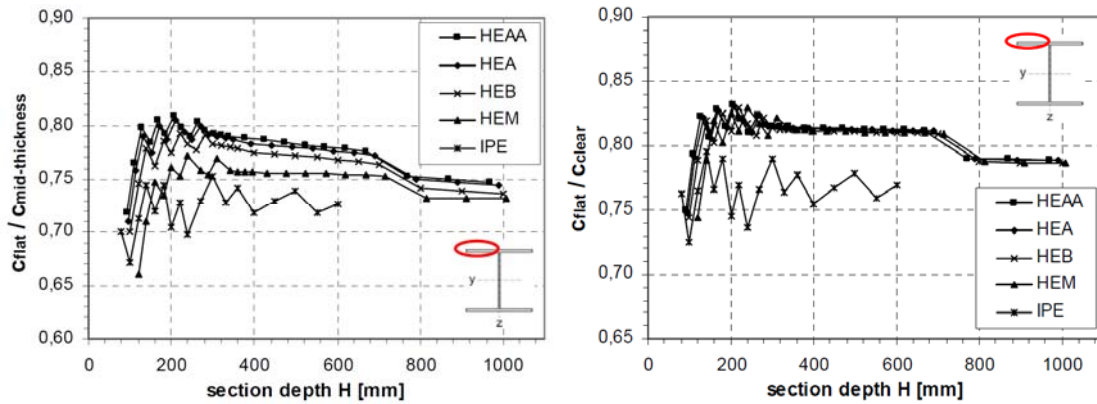 0,90
0,85
0,80
0,75
0,70
0,65
0,60
0 200 400 600 800 1000
cflat / cmid-thickness
section depth H [mm]
HEAA
HEA
HEB
HEM
IPE
y
z
0,90
0,85
0,80
0,75
0,70
0,65
0 200 400 600 800 1000
cflat / cclear
section depth H [mm]
y
z
HEAA
HEA
HEB
HEM
IPE